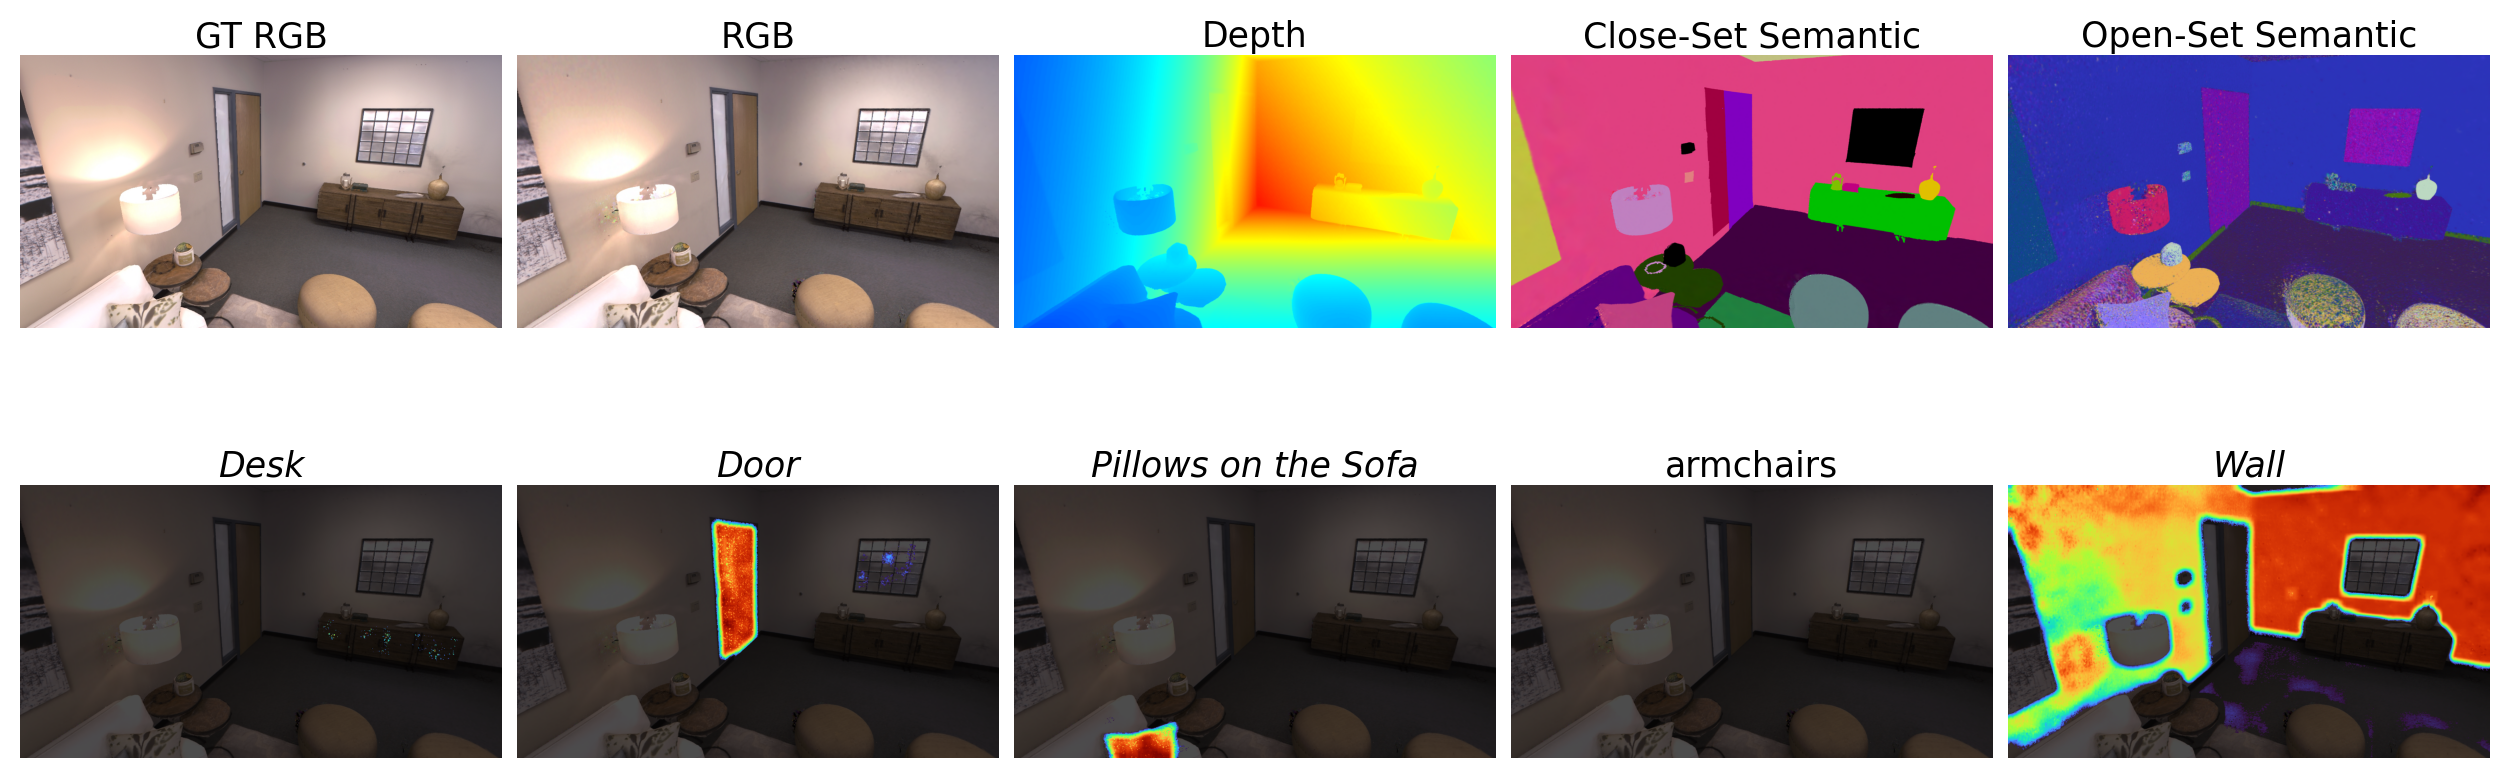 GT RGB
RGB
Depth
Close-Set Semantic
Open-Set Semantic
Desk
Door
Pillows on the Sofa
armchairs
Wall